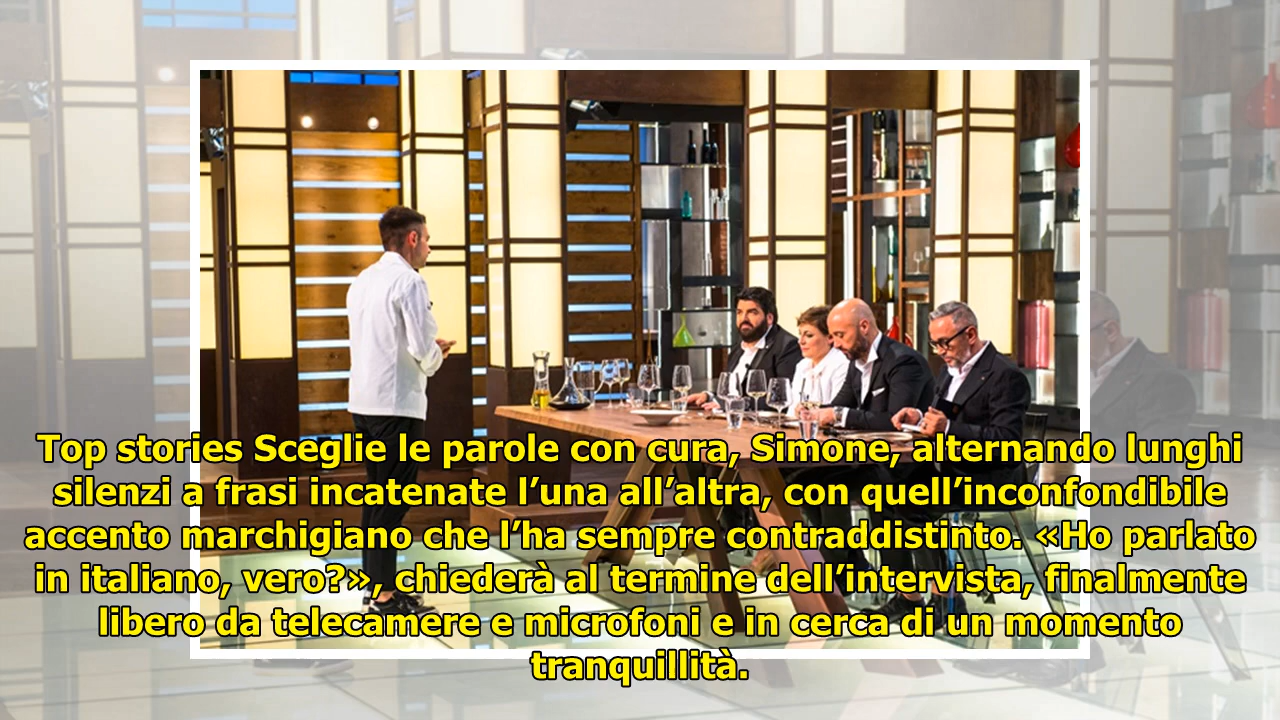 Top stories Sceglie le parole con cura, Simone, alternando lunghi
silenzi a frasi incatenate l’una all’altra, con quell’inconfondibile
accento marchigiano che l’ha sempre contraddistinto. «Ho parlato
in italiano, vero?», chiederà al termine dell’intervista, finalmente
libero da telecamere e microfoni e in cerca di un momento
tranquillità.